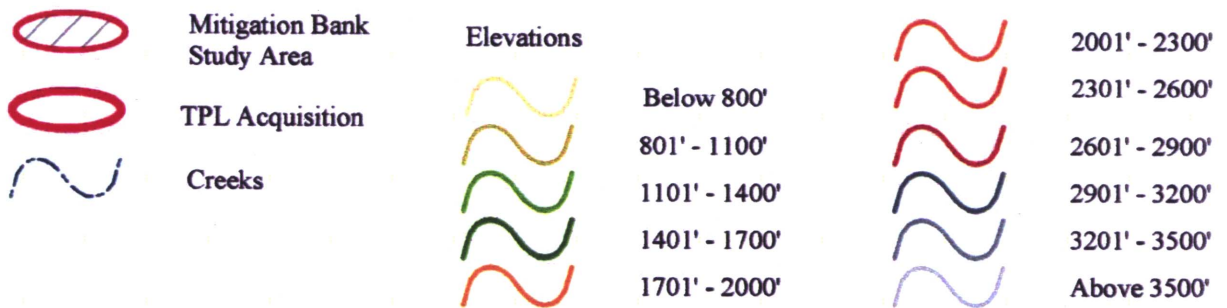 Mitigation Bank
Study Area
TPL Acquisition
Creeks
Elevations
Below 800'
801' - 1100'
1101' - 1400'
1401' - 1700'
1701' - 2000'
2001' - 2300'
2301' - 2600'
2601' - 2900'
2901' - 3200'
3201' - 3500'
Above 3500'